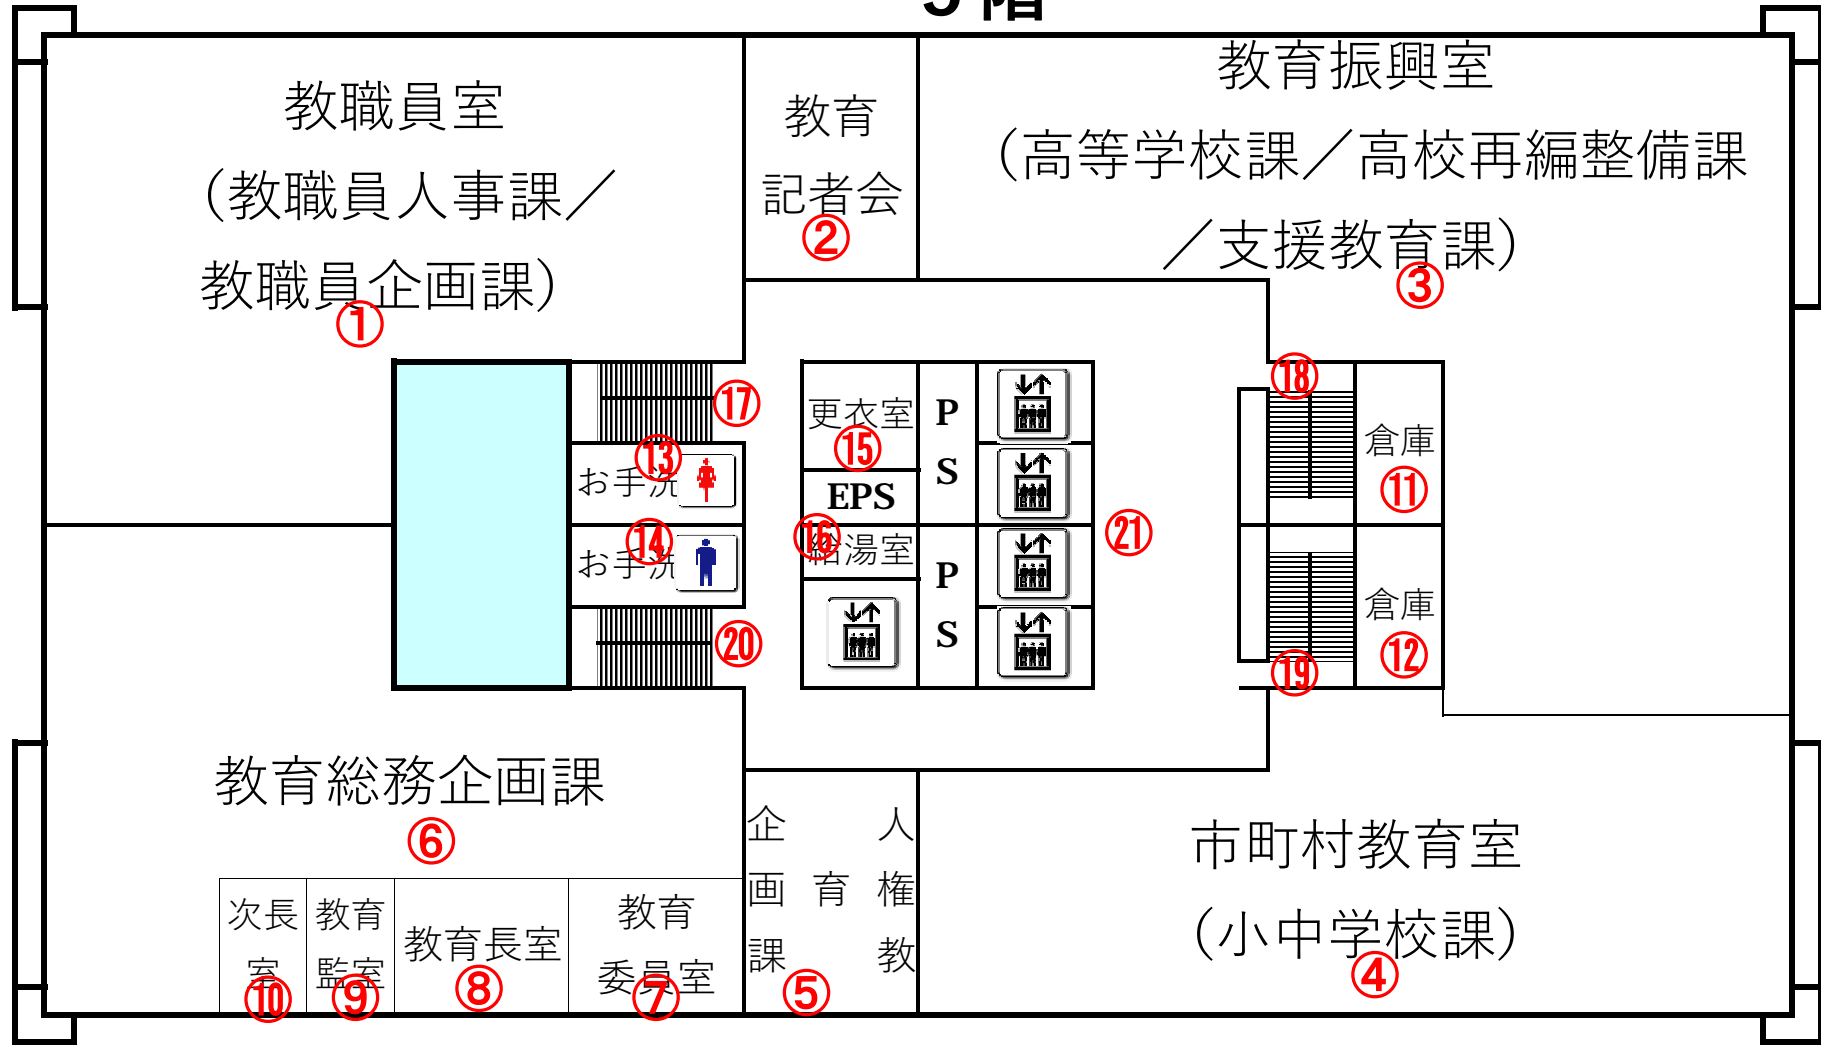 階
教職員室
（教職員人事課／
教職員企画課）
①
教育
記者会
②
教育振興室
（高等学校課／高校再編整備課
／支援教育課）
③
⑰
⑬
お手洗
⑭
お手洗
⑳
更衣室
⑮
EPS
⑯
給湯室
P
S
P
S
㉑
⑱
倉庫
⑪
倉庫
⑫
⑲
教育総務企画課
⑥
次長
室
⑩
教育
監室
⑨
教育長室
⑧
教育
委員室
⑦
人権教
育
企画課
⑤
市町村教育室
（小中学校課）
④